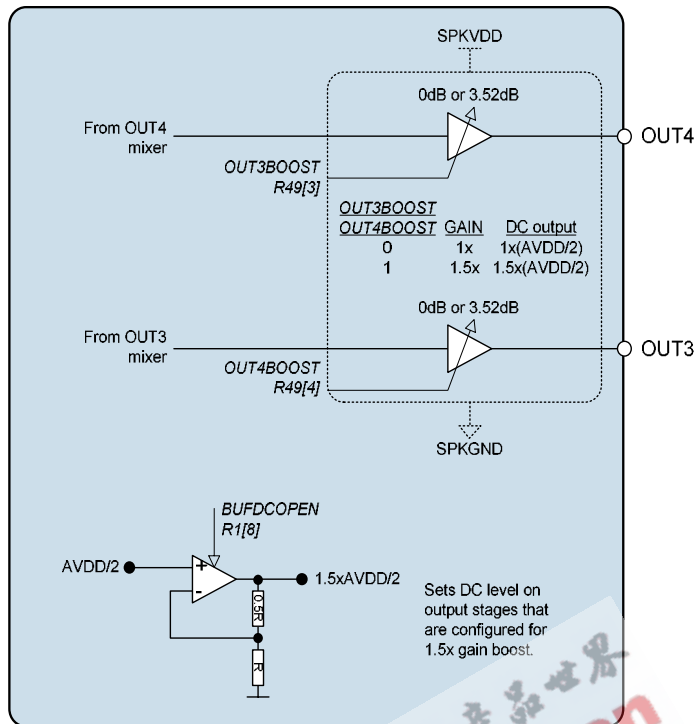 SPKVDD
0dB or 3.52dB
From OUT4
mixer
OUT4
OUT3BOOST
R49[3]
OUT3BOOST
OUT4BOOST GAIN DC output
0 1x 1x(AVDD/2)
1 1.5x 1.5x(AVDD/2)
0dB or 3.52dB
From OUT3
mixer
OUT3
OUT4BOOST
R49[4]
SPKGND
BUFDCOPEN
R1[8]
AVDD/2
+
-
1.5xAVDD/2
0.5R
R
Sets DC level on
output stages that
are configured for
1.5x gain boost.
品世界